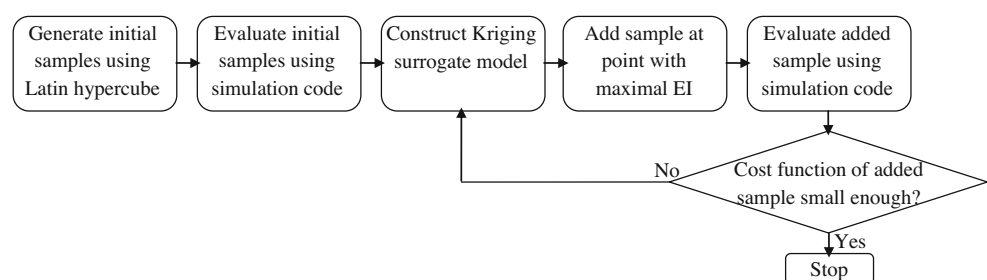 Generate initial
samples using
Latin hypercube
Evaluate initial
samples using
simulation code
Construct Kriging
surrogate model
Add sample at
point with
maximal EI
Evaluate added
sample using
simulation code
No
Cost function of added
sample small enough?
Yes
Stop